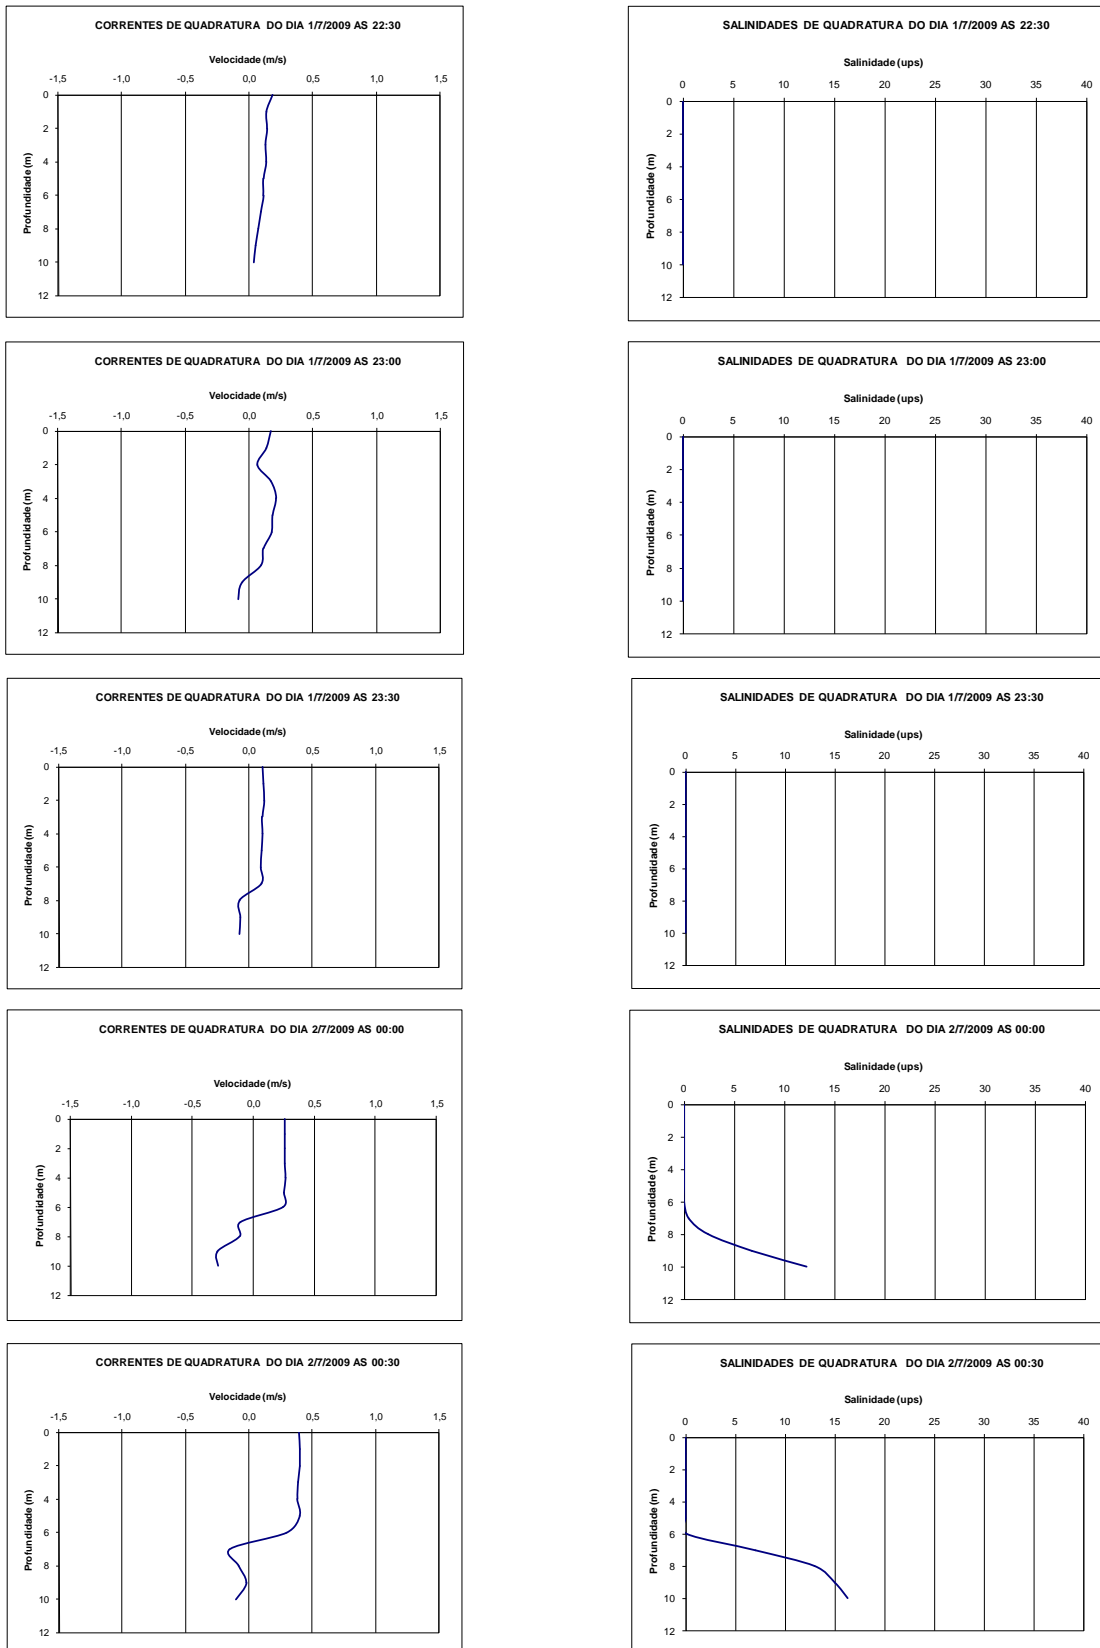 CORRENTES DE QUADRATURA DO DIA 1/7/2009 AS 22:30
Velocidade (m/s)
-1,5 -1,0 -0,5 0,0 0,5 1,0 1,5
0
2
4
6
8
10
12
Profundidade (m)
SALINIDADES DE QUADRATURA DO DIA 1/7/2009 AS 22:30
Salinidade (ups)
0 5 10 15 20 25 30 35 40
0
2
4
6
8
10
12
Profundidade (m)
CORRENTES DE QUADRATURA DO DIA 1/7/2009 AS 23:00
Velocidade (m/s)
-1,5 -1,0 -0,5 0,0 0,5 1,0 1,5
0
2
4
6
8
10
12
Profundidade (m)
SALINIDADES DE QUADRATURA DO DIA 1/7/2009 AS 23:00
Salinidade (ups)
0 5 10 15 20 25 30 35 40
0
2
4
6
8
10
12
Profundidade (m)
CORRENTES DE QUADRATURA DO DIA 1/7/2009 AS 23:30
Velocidade (m/s)
-1,5 -1,0 -0,5 0,0 0,5 1,0 1,5
0
2
4
6
8
10
12
Profundidade (m)
SALINIDADES DE QUADRATURA DO DIA 1/7/2009 AS 23:30
Salinidade (ups)
0 5 10 15 20 25 30 35 40
0
2
4
6
8
10
12
Profundidade (m)
CORRENTES DE QUADRATURA DO DIA 2/7/2009 AS 00:00
Velocidade (m/s)
-1,5 -1,0 -0,5 0,0 0,5 1,0 1,5
0
2
4
6
8
10
12
Profundidade (m)
SALINIDADES DE QUADRATURA DO DIA 2/7/2009 AS 00:00
Salinidade (ups)
0 5 10 15 20 25 30 35 40
0
2
4
6
8
10
12
Profundidade (m)
CORRENTES DE QUADRATURA DO DIA 2/7/2009 AS 00:30
Velocidade (m/s)
-1,5 -1,0 -0,5 0,0 0,5 1,0 1,5
0
2
4
6
8
10
12
Profundidade (m)
SALINIDADES DE QUADRATURA DO DIA 2/7/2009 AS 00:30
Salinidade (ups)
0 5 10 15 20 25 30 35 40
0
2
4
6
8
10
12
Profundidade (m)